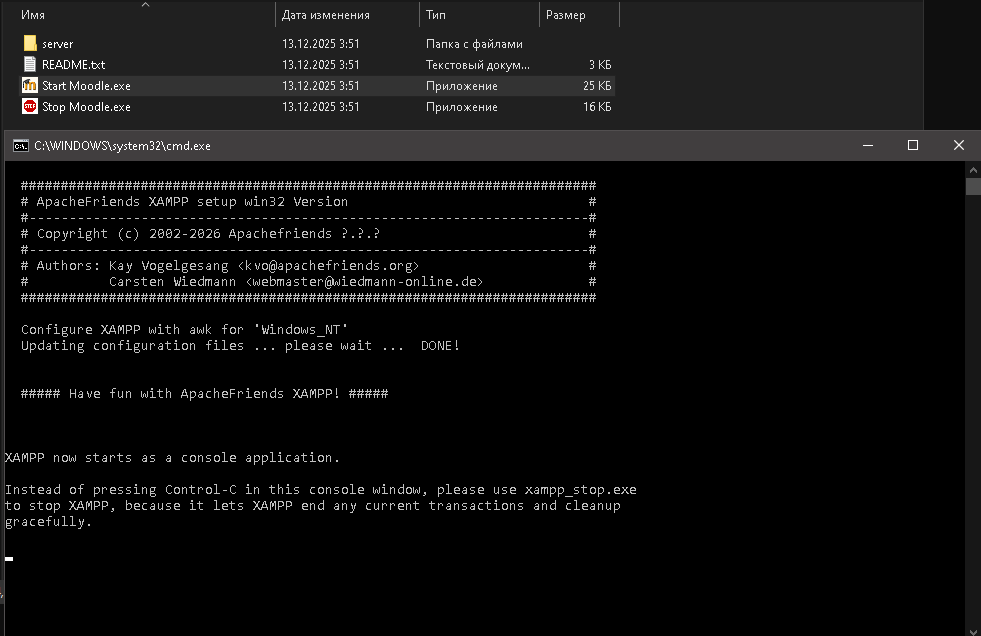 Имя Дата изменения Тип Размер
server 13.12.2025 3:51 Папка с файлами
README.txt 13.12.2025 3:51 Текстовый докум... 3 КБ
Start Moodle.exe 13.12.2025 3:51 Приложение 25 КБ
STOP Stop Moodle.exe 13.12.2025 3:51 Приложение 16 КБ
C:\WINDOWS\system32\cmd.exe
########################################################################
# ApacheFriends XAMPP setup win32 Version #
#----------------------------------------------------------------------#
# Copyright (c) 2002-2026 Apachefriends ?.?.? #
#----------------------------------------------------------------------#
# Authors: Kay Vogelgesang <kvo@apachefriends.org> #
# Carsten Wiedmann <webmaster@wiedmann-online.de> #
########################################################################
Configure XAMPP with awk for 'Windows_NT'
Updating configuration files ... please wait ... DONE!
##### Have fun with ApacheFriends XAMPP! #####
XAMPP now starts as a console application.
Instead of pressing Control-C in this console window, please use xampp_stop.exe
to stop XAMPP, because it lets XAMPP end any current transactions and cleanup
gracefully.